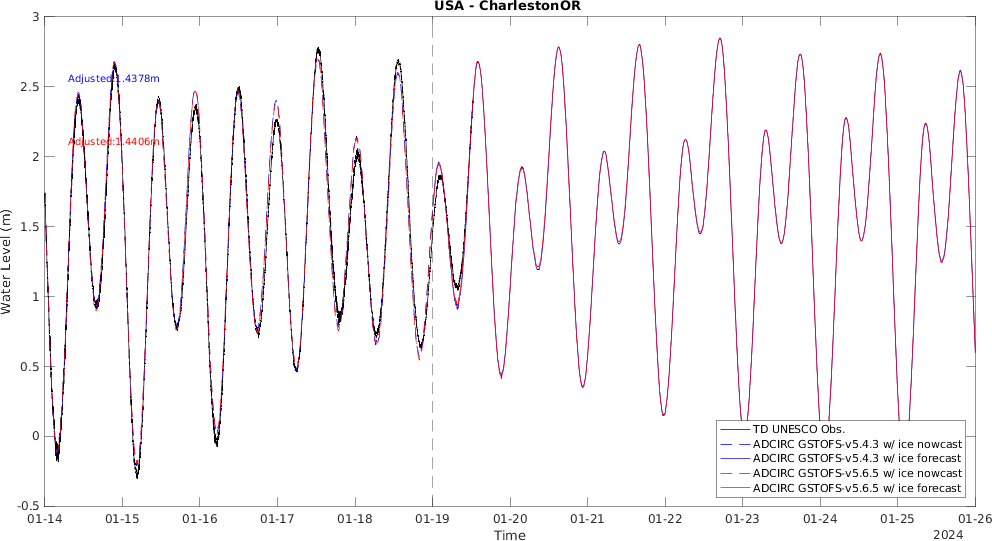 USA - CharlestonOR
3
2.5
2
1.5
1
0.5
0
-0.5
Water Level (m)
Adjusted:1.4378m
Adjusted:1.4406m
TD UNESCO Obs.
ADCIRC GSTOFS-v5.4.3 w/ ice nowcast
ADCIRC GSTOFS-v5.4.3 w/ ice forecast
ADCIRC GSTOFS-v5.6.5 w/ ice nowcast
ADCIRC GSTOFS-v5.6.5 w/ ice forecast
01-14 01-15 01-16 01-17 01-18 01-19 01-20 01-21 01-22 01-23 01-24 01-25 01-26
Time
2024